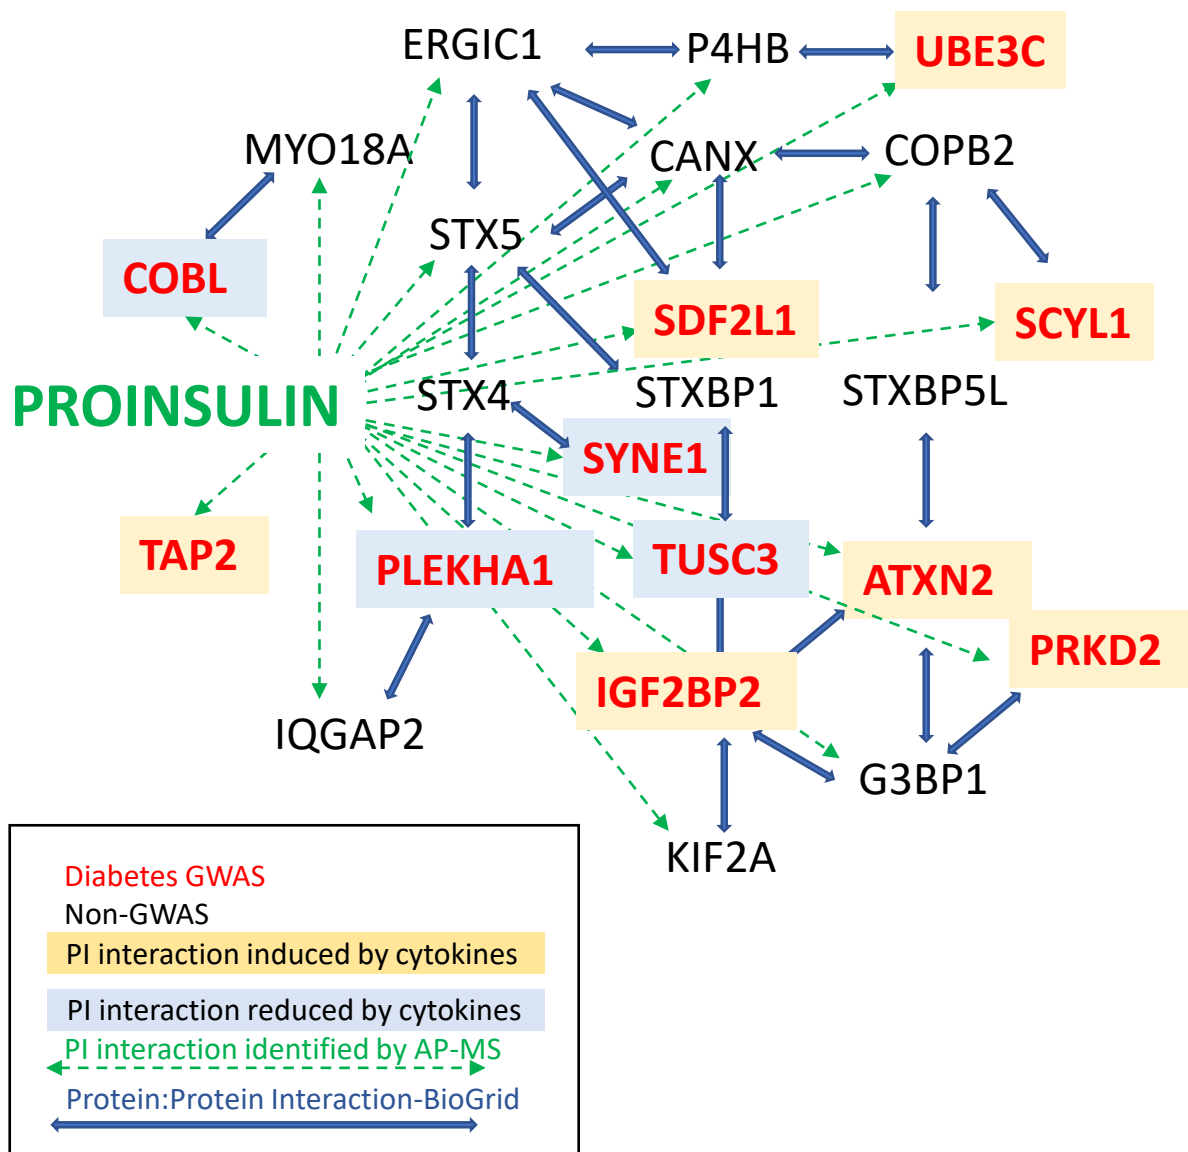 ERGIC1
P4HB
UBE3C
MYO18A
CANX
COPB2
STX5
COBL
SDF2L1
SCYL1
PROINSULIN
STX4
STXBP1
STXBP5L
SYNE1
TAP2
PLEKHA1
TUSC3
ATXN2
PRKD2
IGF2BP2
IQGAP2
G3BP1
KIF2A
Diabetes GWAS
Non-GWAS
PI interaction induced by cytokines
PI interaction reduced by cytokines
PI interaction identified by AP-MS
Protein:Protein Interaction-BioGrid